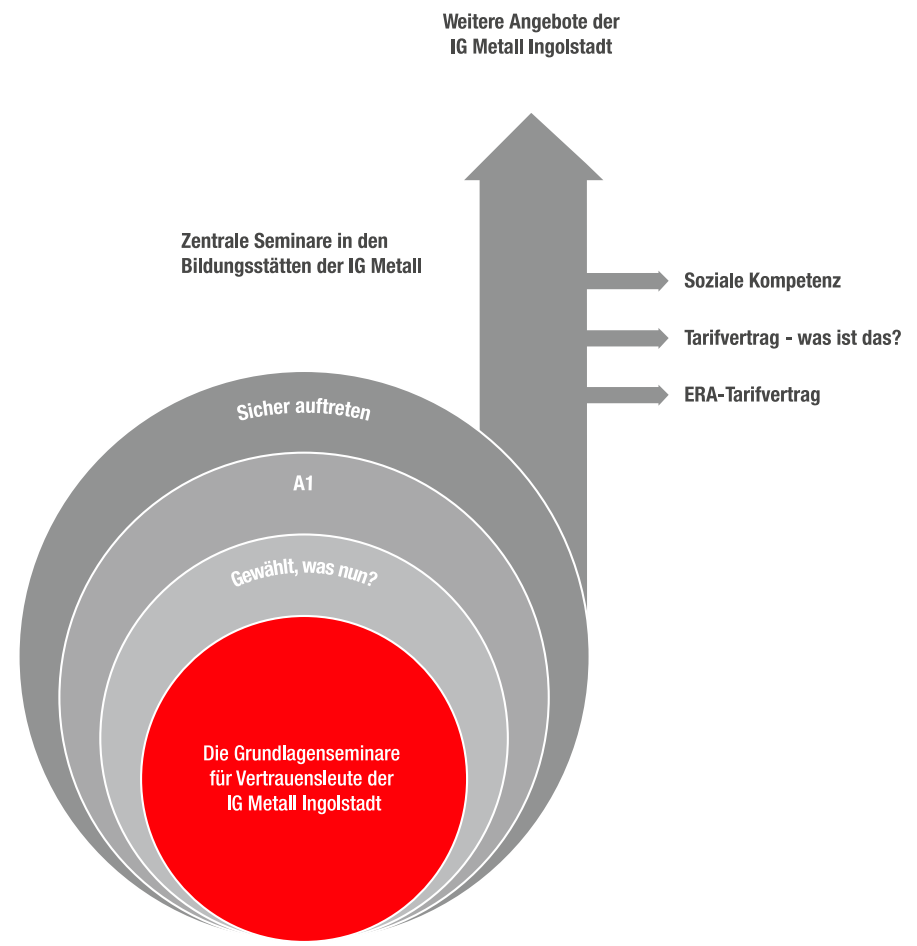 Weitere Angebote der
IG Metall Ingolstadt
Zentrale Seminare in den
Bildungsstätten der IG Metall
Soziale Kompetenz
Tarifvertrag - was ist das?
ERA-Tarifvertrag
Sicher auftreten
A1
Gewählt, was nun?
Die Grundlagenseminare
für Vertrauensleute der
IG Metall Ingolstadt